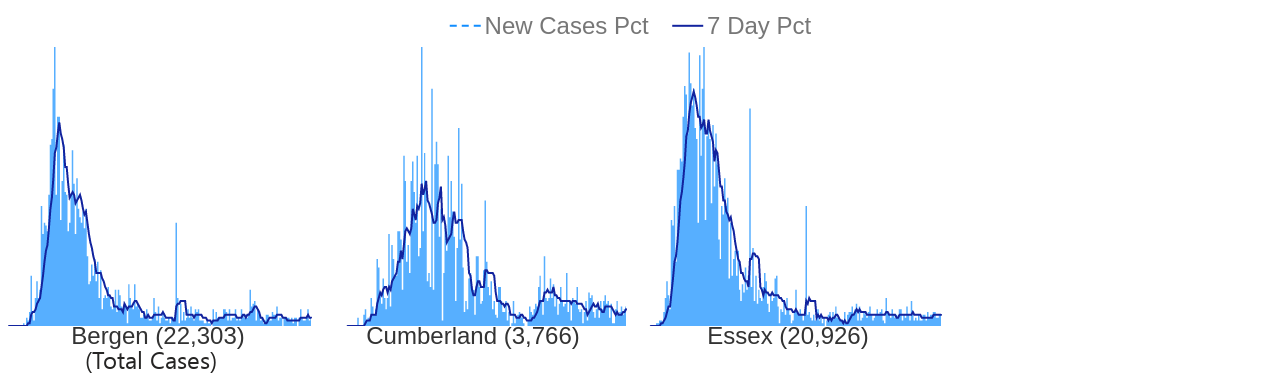 New Cases Pct 7 Day Pct
Bergen (22,303) Cumberland (3,766) Essex (20,926)
(Total Cases)